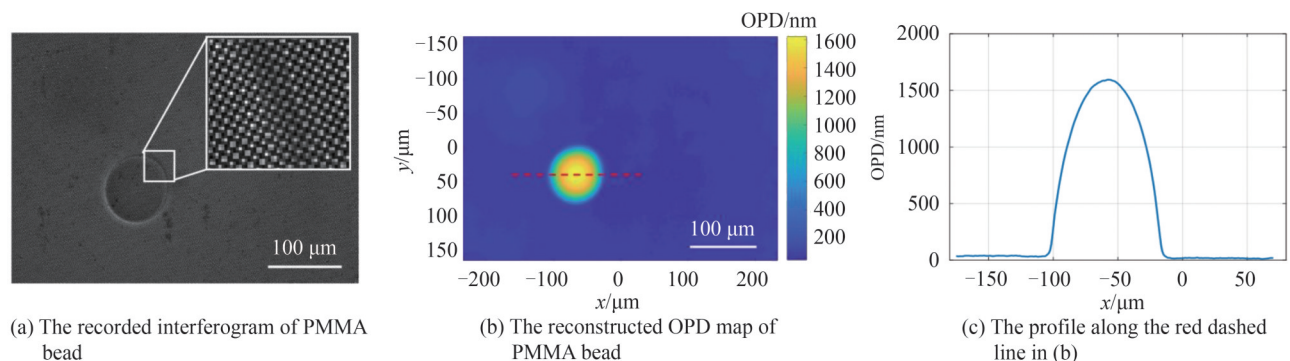 100 μm
(a) The recorded interferogram of PMMA
bead
OPD/nm
−150
−100
−50
0
50
100
150
y/μm
1600
1400
1200
1000
800
600
400
200
100 μm
−200 −100 0 100 200
x/μm
(b) The reconstructed OPD map of
PMMA bead
2000
1500
1000
500
0
OPD/nm
−150 −100 −50 0 50
x/μm
(c) The profile along the red dashed
line in (b)